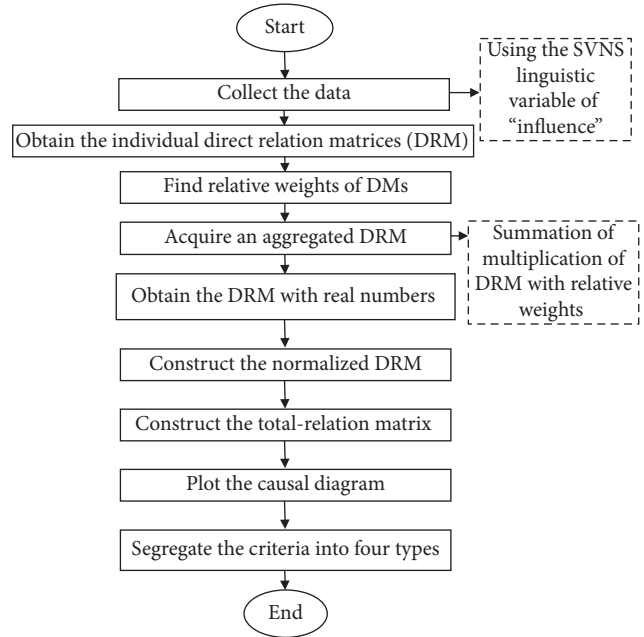 Start
Collect the data
Using the SVNS
linguistic
variable of
“influence”
Obtain the individual direct relation matrices (DRM)
Find relative weights of DMs
Acquire an aggregated DRM
Summation of
multiplication of
DRM with relative
weights
Obtain the DRM with real numbers
Construct the normalized DRM
Construct the total-relation matrix
Plot the causal diagram
Segregate the criteria into four types
End